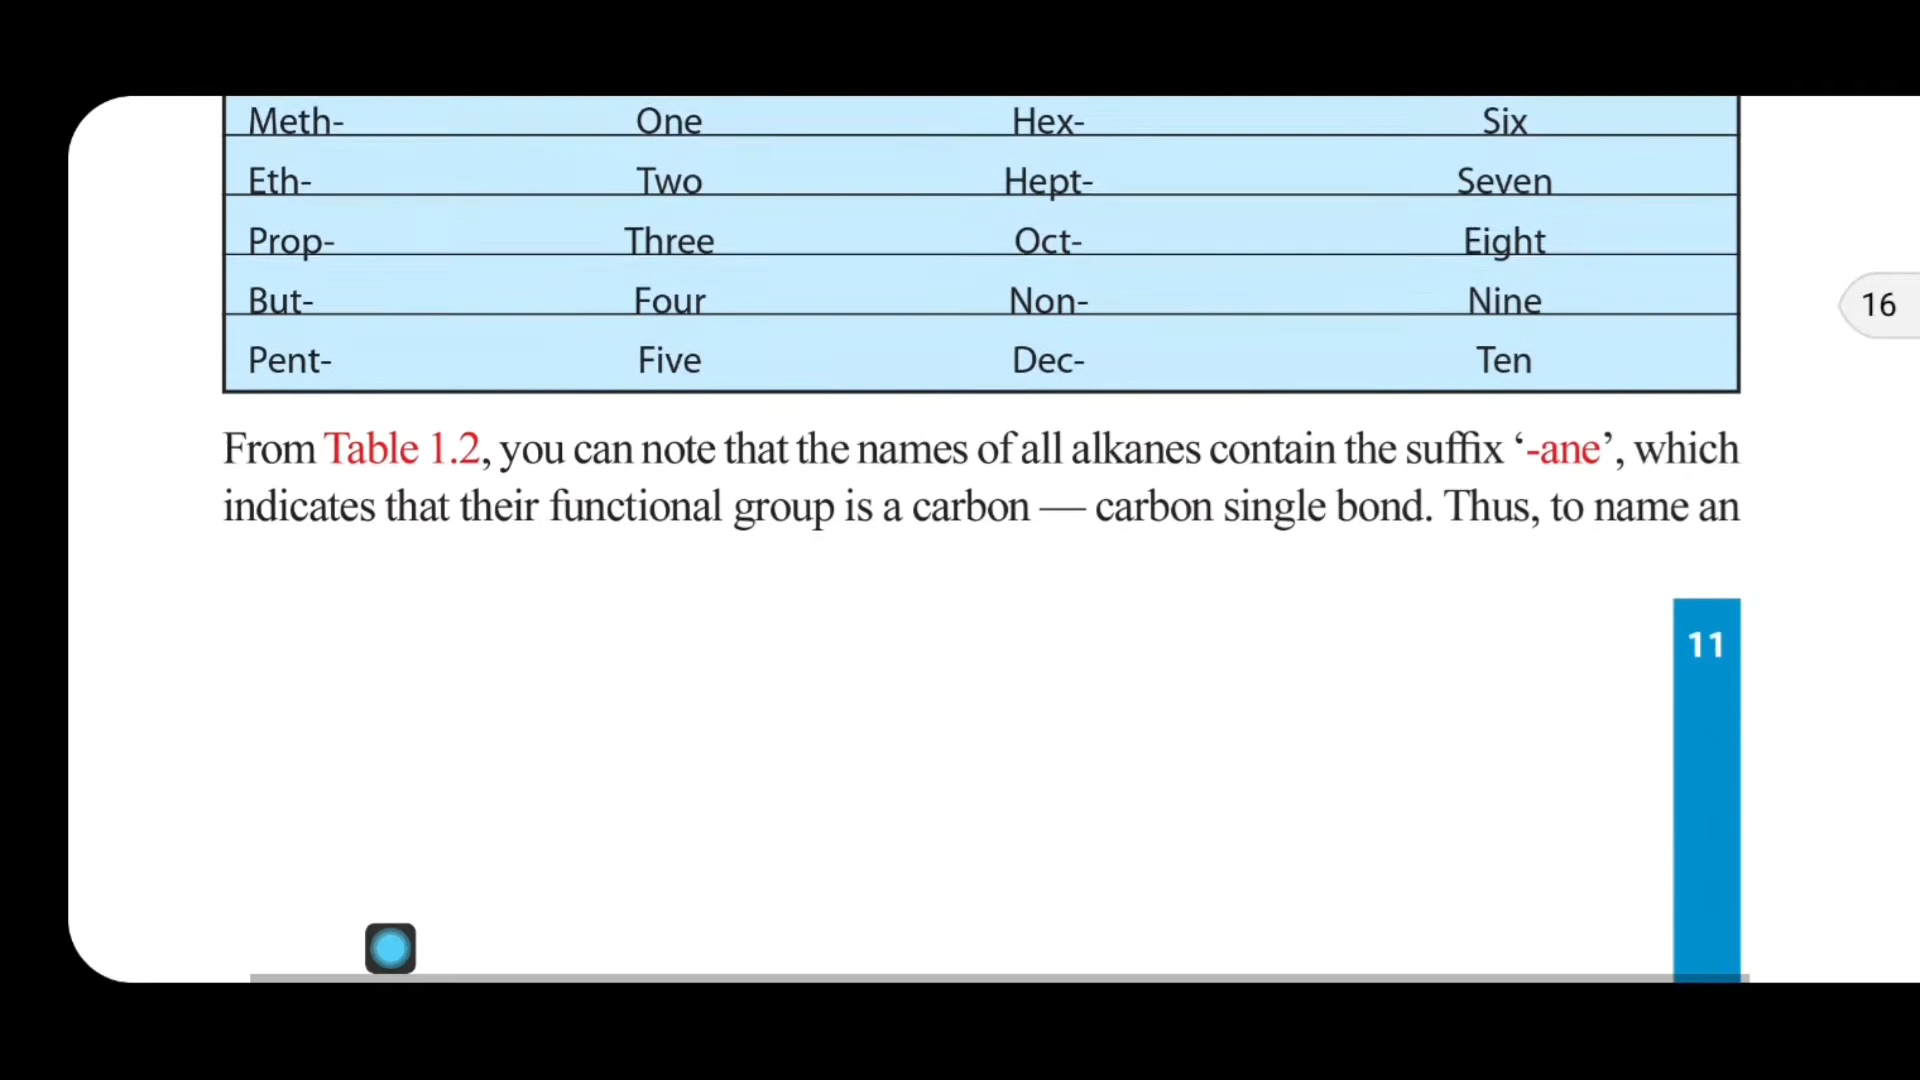 Meth- One Hex- Six
Eth- Two Hept- Seven
Prop- Three Oct- Eight
But- Four Non- Nine
Pent- Five Dec- Ten
16
From Table 1.2, you can note that the names of all alkanes contain the suffix ‘-ane’, which
indicates that their functional group is a carbon — carbon single bond. Thus, to name an
11